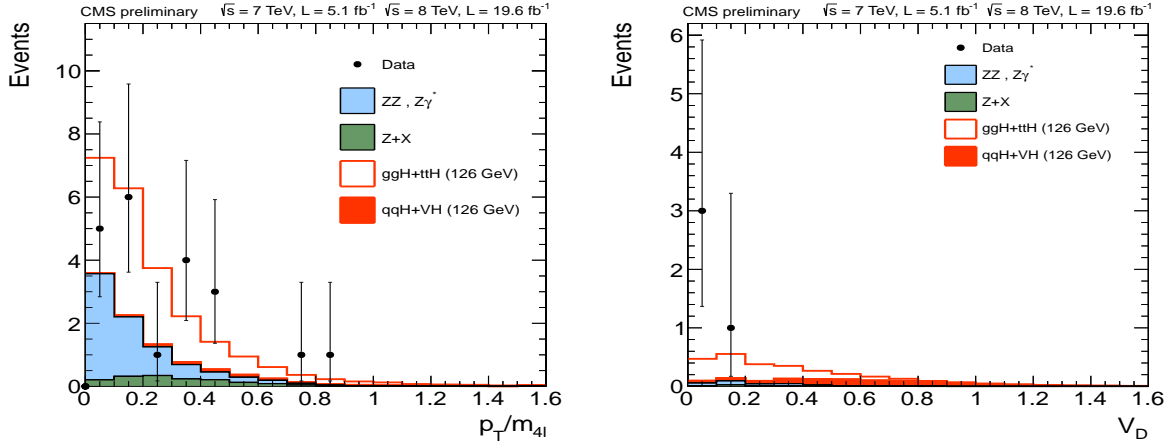 CMS preliminary √s = 7 TeV, L = 5.1 fb⁻¹ √s = 8 TeV, L = 19.6 fb⁻¹
Events
10
8
6
4
2
0
Data
ZZ , Zγ*
Z+X
ggH+ttH (126 GeV)
qqH+VH (126 GeV)
0 0.2 0.4 0.6 0.8 1 1.2 1.4 1.6
p_T/m_4l
CMS preliminary √s = 7 TeV, L = 5.1 fb⁻¹ √s = 8 TeV, L = 19.6 fb⁻¹
Events
6
5
4
3
2
1
0
Data
ZZ , Zγ*
Z+X
ggH+ttH (126 GeV)
qqH+VH (126 GeV)
0 0.2 0.4 0.6 0.8 1 1.2 1.4 1.6
V_D